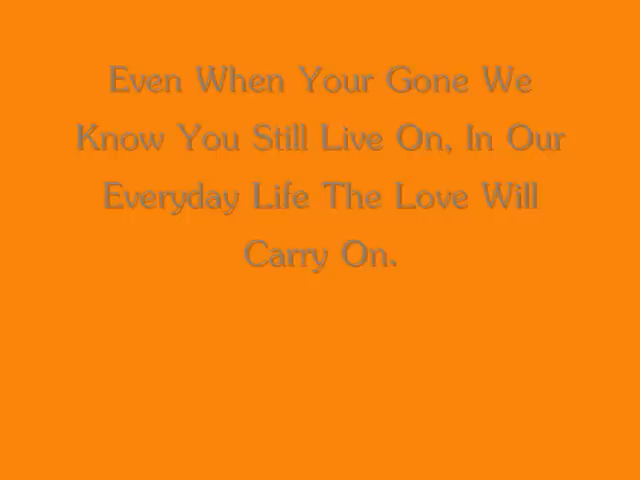 Even When Your Gone We
Know You Still Live On, In Our
Everyday Life The Love Will
Carry On.